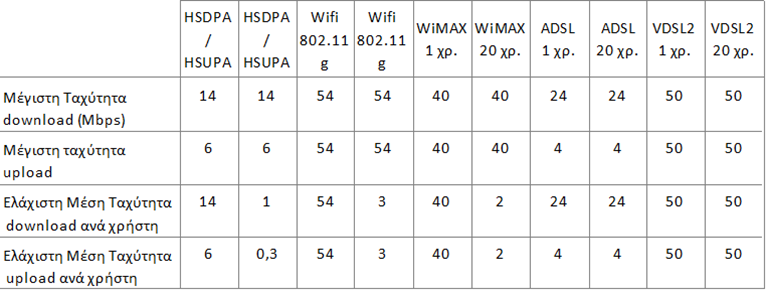 HSDPA / HSUPA HSDPA / HSUPA Wifi 802.11 g Wifi 802.11 g WiMAX 1 χρ. WiMAX 20 χρ. ADSL 1 χρ. ADSL 20 χρ. VDSL2 1 χρ. VDSL2 20 χρ.
Μέγιστη Ταχύτητα download (Mbps) 14 14 54 54 40 40 24 24 50 50
Μέγιστη ταχύτητα upload 6 6 54 54 40 40 4 4 50 50
Ελάχιστη Μέση Ταχύτητα download ανά χρήστη 14 1 54 3 40 2 24 24 50 50
Ελάχιστη Μέση Ταχύτητα upload ανά χρήστη 6 0,3 54 3 40 2 4 4 50 50